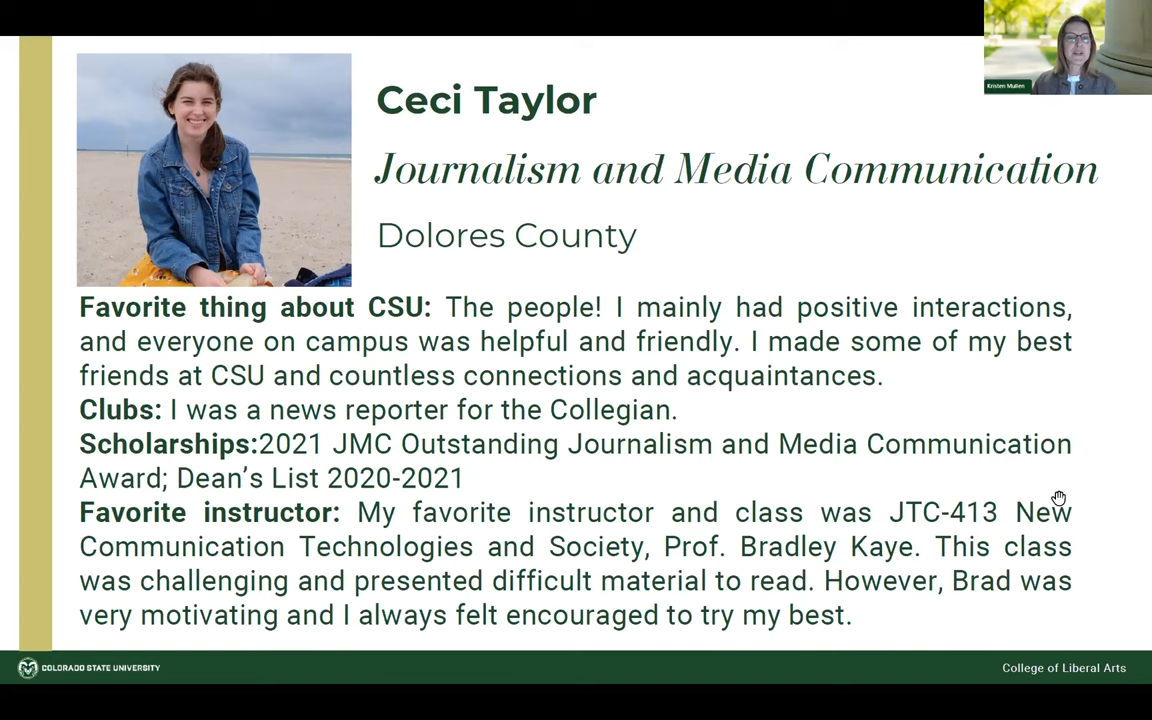 Kristen Mullen
Ceci Taylor
Journalism and Media Communication
Dolores County
Favorite thing about CSU: The people! I mainly had positive interactions,
and everyone on campus was helpful and friendly. I made some of my best
friends at CSU and countless connections and acquaintances.
Clubs: I was a news reporter for the Collegian.
Scholarships:2021 JMC Outstanding Journalism and Media Communication
Award; Dean’s List 2020-2021
Favorite instructor: My favorite instructor and class was JTC-413 New
Communication Technologies and Society, Prof. Bradley Kaye. This class
was challenging and presented difficult material to read. However, Brad was
very motivating and I always felt encouraged to try my best.
COLORADO STATE UNIVERSITY
College of Liberal Arts